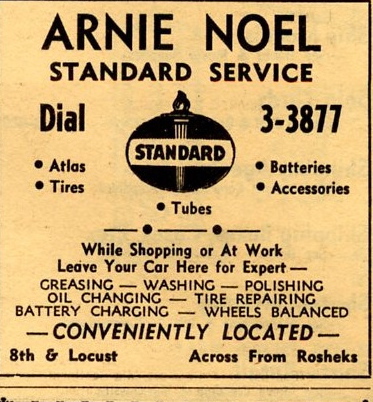 ARNIE NOEL
STANDARD SERVICE
Dial 3-3877
STANDARD
• Atlas • Batteries
• Tires • Accessories
• Tubes
While Shopping or At Work
Leave Your Car Here for Expert —
GREASING — WASHING — POLISHING
OIL CHANGING — TIRE REPAIRING
BATTERY CHARGING — WHEELS BALANCED
— CONVENIENTLY LOCATED —
8th & Locust Across From Rosheks